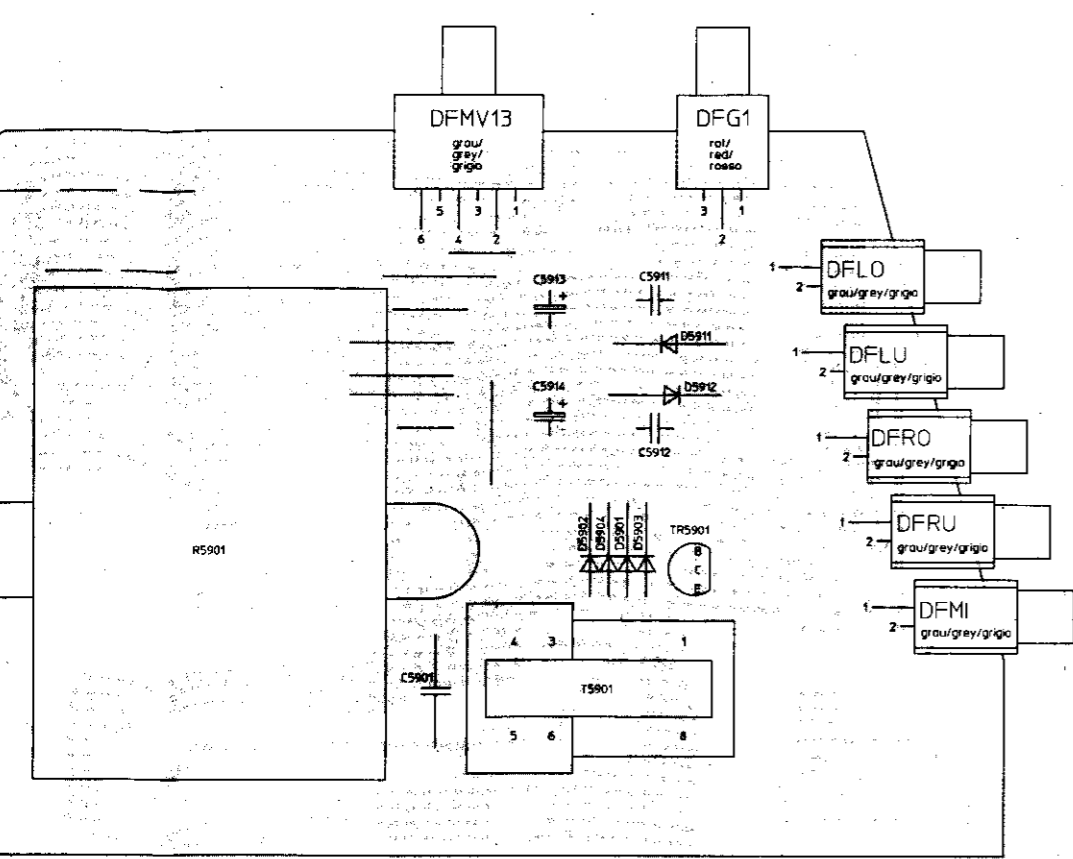 DFMV13
grau/
grey/
grigio
6 5 4 3 2 1
DFG1
rot/
red/
rosso
3 2 1
1
2
DFLO
grau/grey/grigio
1
2
DFLU
grau/grey/grigio
1
2
DFRO
grau/grey/grigio
1
2
DFRU
grau/grey/grigio
1
2
DFMI
grau/grey/grigio
C5913
+
C5911
D5911
C5914
+
D5912
C5912
R5901
D5902
D5904
D5901
D5903
TR5901
B
C
E
C5901
4 3 1
T5901
5 6 8